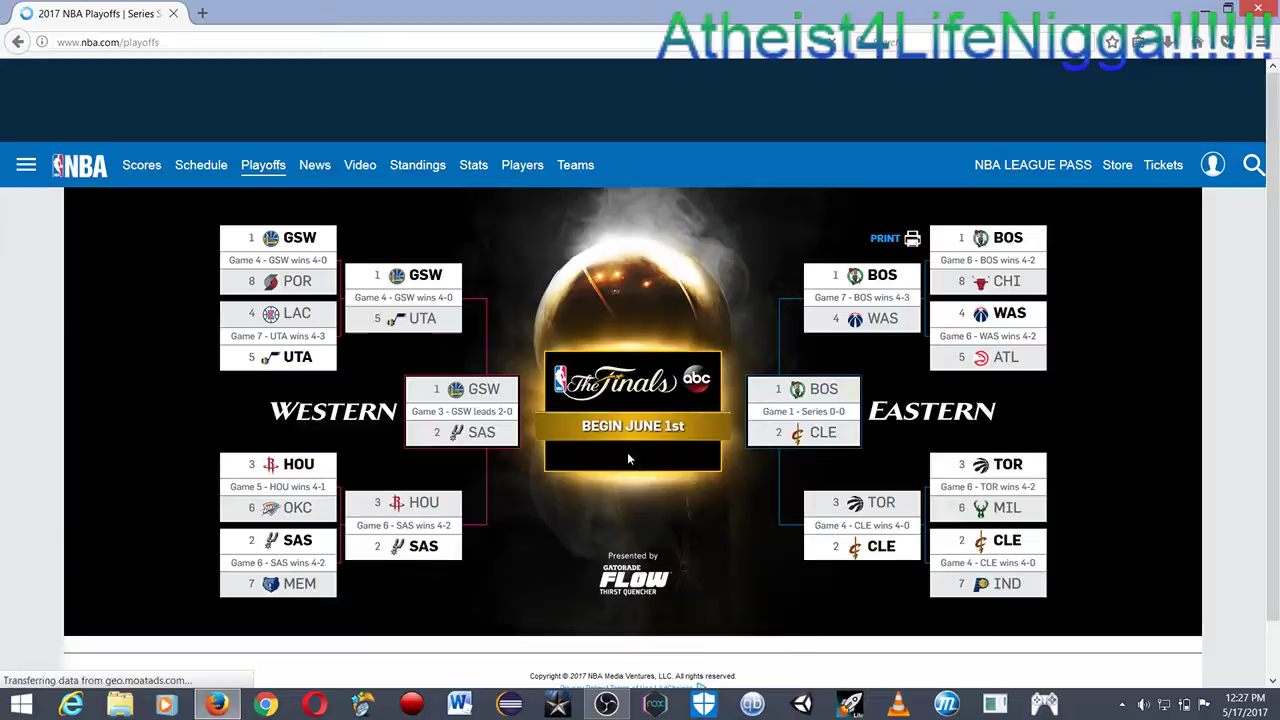 2017 NBA Playoffs | Series S
Atheist4LifeNigga!!!!!!
www.nba.com/playoffs
NBA Scores Schedule Playoffs News Video Standings Stats Players Teams NBA LEAGUE PASS Store Tickets
PRINT
1 GSW
Game 4 - GSW wins 4-0
8 POR
4 LAC
Game 7 - UTA wins 4-3
5 UTA
1 GSW
Game 4 - GSW wins 4-0
5 UTA
WESTERN
1 GSW
Game 3 - GSW leads 2-0
2 SAS
3 HOU
Game 5 - HOU wins 4-1
6 OKC
2 SAS
Game 6 - SAS wins 4-2
7 MEM
3 HOU
Game 6 - SAS wins 4-2
2 SAS
NBA The Finals abc
BEGIN JUNE 1st
Presented by
GATORADE
FLOW
THIRST QUENCHER
1 BOS
Game 7 - BOS wins 4-3
4 WAS
1 BOS
Game 6 - BOS wins 4-2
8 CHI
4 WAS
Game 6 - WAS wins 4-2
5 ATL
1 BOS
Game 1 - Series 0-0
2 CLE
EASTERN
3 TOR
Game 4 - CLE wins 4-0
2 CLE
3 TOR
Game 6 - TOR wins 4-2
6 MIL
2 CLE
Game 4 - CLE wins 4-0
7 IND
Copyright © 2017 NBA Media Ventures, LLC. All rights reserved.
Transferring data from geo.moatads.com...
12:27 PM
5/17/2017